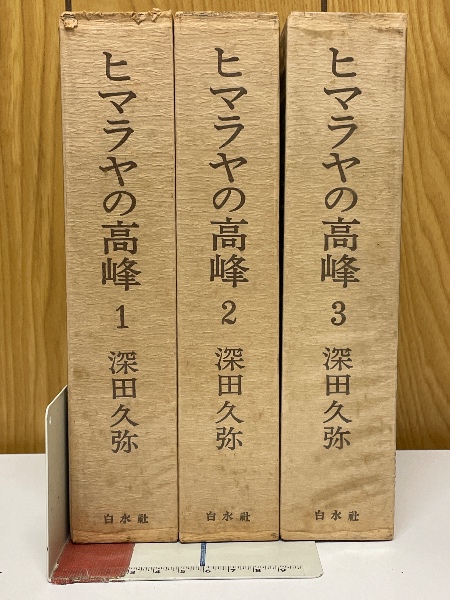 ヒマラヤの高峰 1 深田久弥
白水社
ヒマラヤの高峰 2 深田久弥
白水社
ヒマラヤの高峰 3 深田久弥
白水社